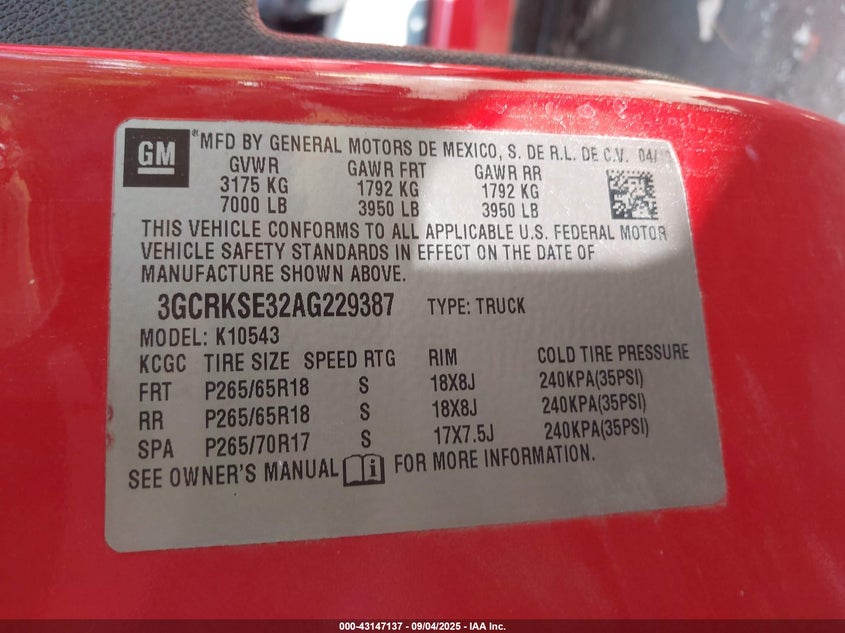 GM
®MFD BY GENERAL MOTORS DE MEXICO, S. DE R.L. DE C.V. 04/
GVWR GAWR FRT GAWR RR
3175 KG 1792 KG 1792 KG
7000 LB 3950 LB 3950 LB
THIS VEHICLE CONFORMS TO ALL APPLICABLE U.S. FEDERAL MOTOR
VEHICLE SAFETY STANDARDS IN EFFECT ON THE DATE OF
MANUFACTURE SHOWN ABOVE.
3GCRKSE32AG229387 TYPE: TRUCK
MODEL: K10543
KCGC TIRE SIZE SPEED RTG RIM COLD TIRE PRESSURE
FRT P265/65R18 S 18X8J 240KPA(35PSI)
RR P265/65R18 S 18X8J 240KPA(35PSI)
SPA P265/70R17 S 17X7.5J 240KPA(35PSI)
SEE OWNER'S MANUAL i FOR MORE INFORMATION.
000-43147137 - 09/04/2025 - IAA Inc.